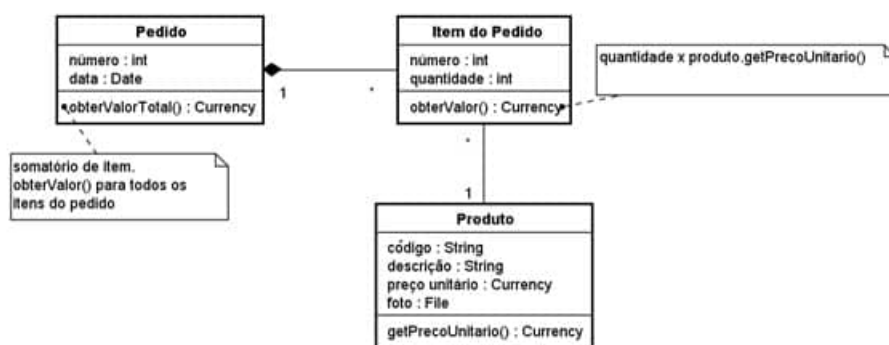 Pedido
número : int
data : Date
obterValorTotal() : Currency
1
*
Item do Pedido
número : int
quantidade : int
obterValor() : Currency
quantidade x produto.getPrecoUnitario()
somatório de item.
obterValor() para todos os
itens do pedido
*
1
Produto
código : String
descrição : String
preço unitário : Currency
foto : File
getPrecoUnitario() : Currency